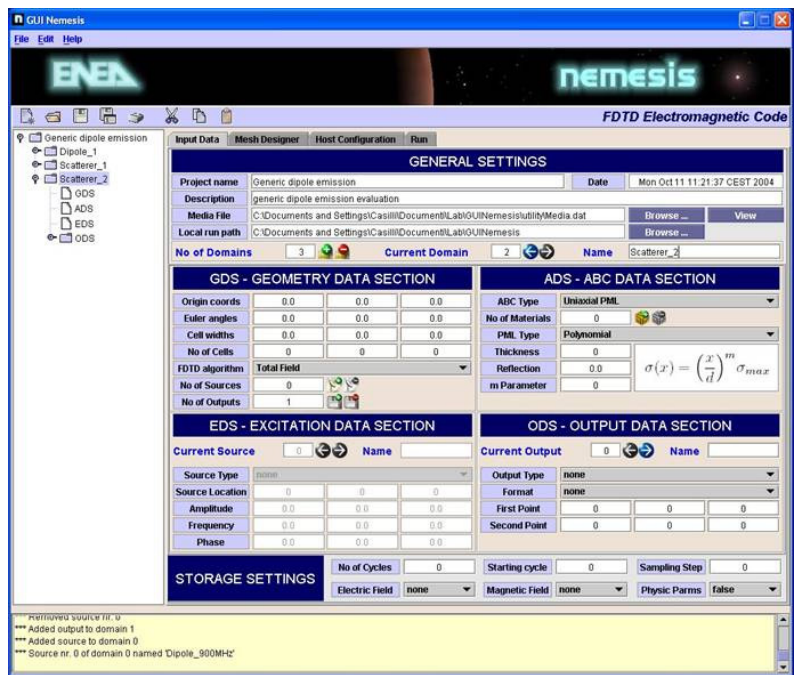 GUI Nemesis
File Edit Help
ENEA nemesis
FDTD Electromagnetic Code
Generic dipole emission
Dipole_1
Scatterer_1
Scatterer_2
GDS
ADS
EDS
ODS
Input Data Mesh Designer Host Configuration Run
GENERAL SETTINGS
Project name Generic dipole emission Date Mon Oct 11 11:21:37 CEST 2004
Description generic dipole emission evaluation
Media File C:\Documents and Settings\Casilli\Documenti\Lab\GUINemesis\utility\Media.dat Browse ... View
Local run path C:\Documents and Settings\Casilli\Documenti\Lab\GUINemesis Browse ...
No of Domains 3 Current Domain 2 Name Scatterer_2
GDS - GEOMETRY DATA SECTION
Origin coords 0.0 0.0 0.0
Euler angles 0.0 0.0 0.0
Cell widths 0.0 0.0 0.0
No of Cells 0 0 0
FDTD algorithm Total Field
No of Sources 0
No of Outputs 1
ADS - ABC DATA SECTION
ABC Type Uniaxial PML
No of Materials 0
PML Type Polynomial
Thickness 0
Reflection 0.0
m Parameter 0
σ(x) = (x/d)^m σmax
EDS - EXCITATION DATA SECTION
Current Source 0 Name
Source Type none
Source Location 0 0 0
Amplitude 0.0 0.0 0.0
Frequency 0.0 0.0 0.0
Phase 0.0 0.0 0.0
ODS - OUTPUT DATA SECTION
Current Output 0 Name
Output Type none
Format none
First Point 0 0 0
Second Point 0 0 0
STORAGE SETTINGS
No of Cycles 0 Starting cycle 0 Sampling Step 0
Electric Field none Magnetic Field none Physic Parms false
*** Removed source nr. 0
*** Added output to domain 1
*** Added source to domain 0
*** Source nr. 0 of domain 0 named 'Dipole_900MHz'